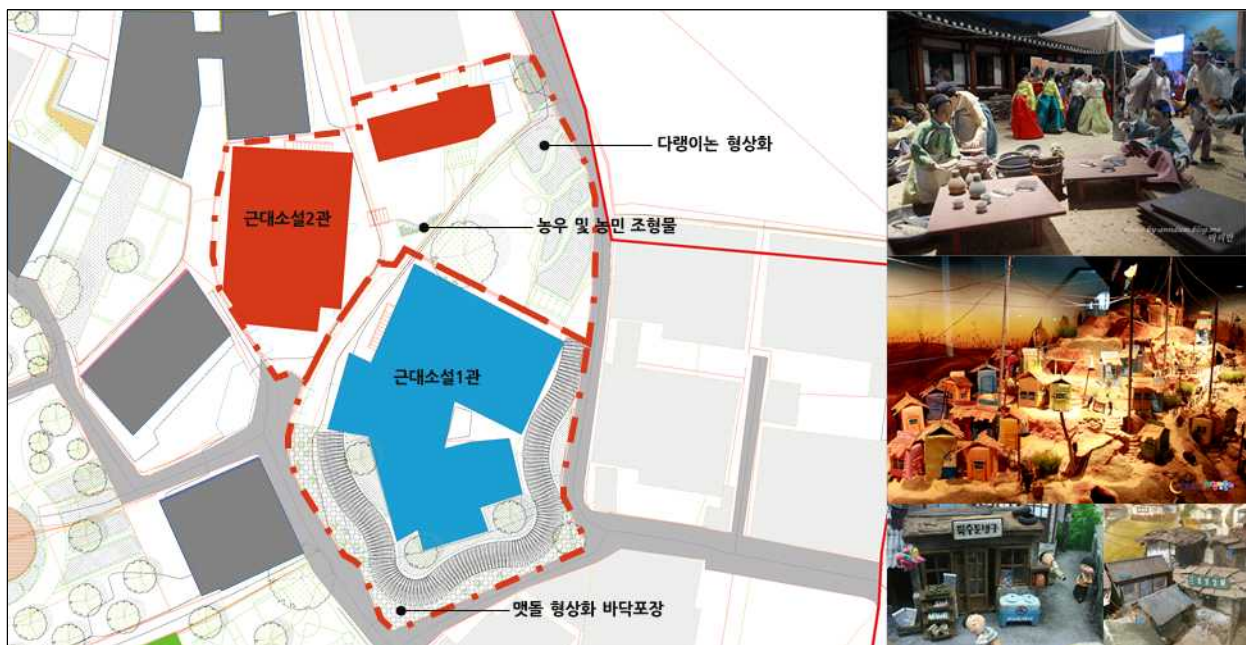 다랭이논 형상화
근대소설2관
농우 및 농민 조형물
근대소설1관
맷돌 형상화 바닥포장